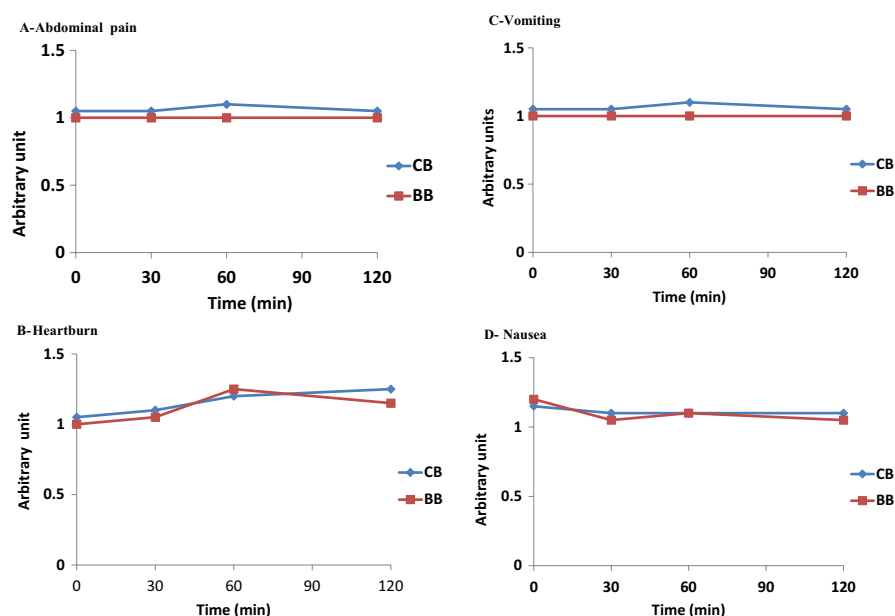 A-Abdominal pain
1.5
1
0.5
0
Arbitrary unit
0 30 60 90 120
Time (min)
CB
BB
C-Vomiting
1.5
1
0.5
0
Arbitrary units
0 30 60 90 120
Time (min)
CB
BB
B-Heartburn
1.5
1
0.5
0
Arbitrary unit
0 30 60 90 120
Time (min)
CB
BB
D- Nausea
1.5
1
0.5
0
Arbitrary unit
0 30 60 90 120
Time (min)
CB
BB